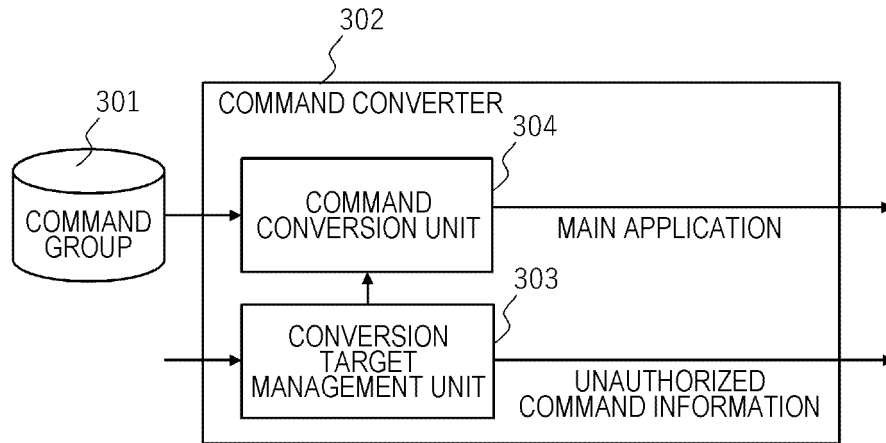 302
301
COMMAND CONVERTER
304
COMMAND
CONVERSION UNIT
COMMAND
GROUP
MAIN APPLICATION
303
CONVERSION
TARGET
MANAGEMENT UNIT
UNAUTHORIZED
COMMAND INFORMATION